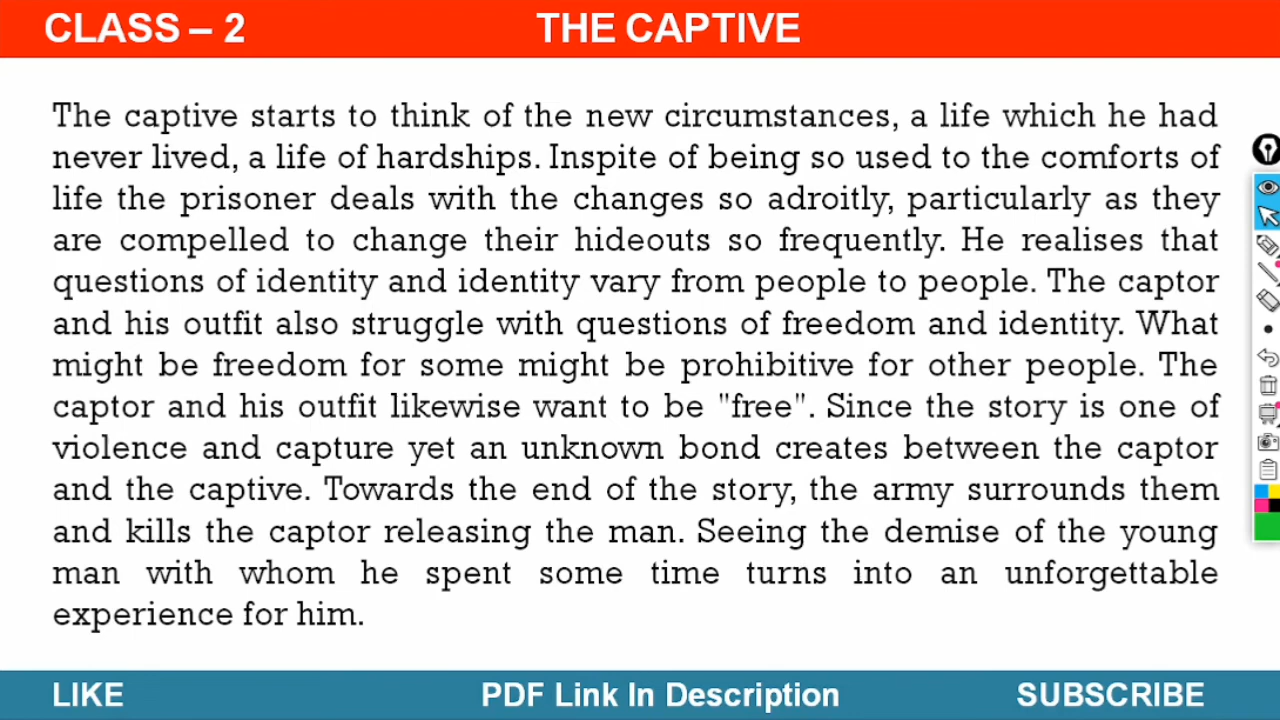 CLASS – 2 THE CAPTIVE
The captive starts to think of the new circumstances, a life which he had
never lived, a life of hardships. Inspite of being so used to the comforts of
life the prisoner deals with the changes so adroitly, particularly as they
are compelled to change their hideouts so frequently. He realises that
questions of identity and identity vary from people to people. The captor
and his outfit also struggle with questions of freedom and identity. What
might be freedom for some might be prohibitive for other people. The
captor and his outfit likewise want to be "free". Since the story is one of
violence and capture yet an unknown bond creates between the captor
and the captive. Towards the end of the story, the army surrounds them
and kills the captor releasing the man. Seeing the demise of the young
man with whom he spent some time turns into an unforgettable
experience for him.
LIKE PDF Link In Description SUBSCRIBE